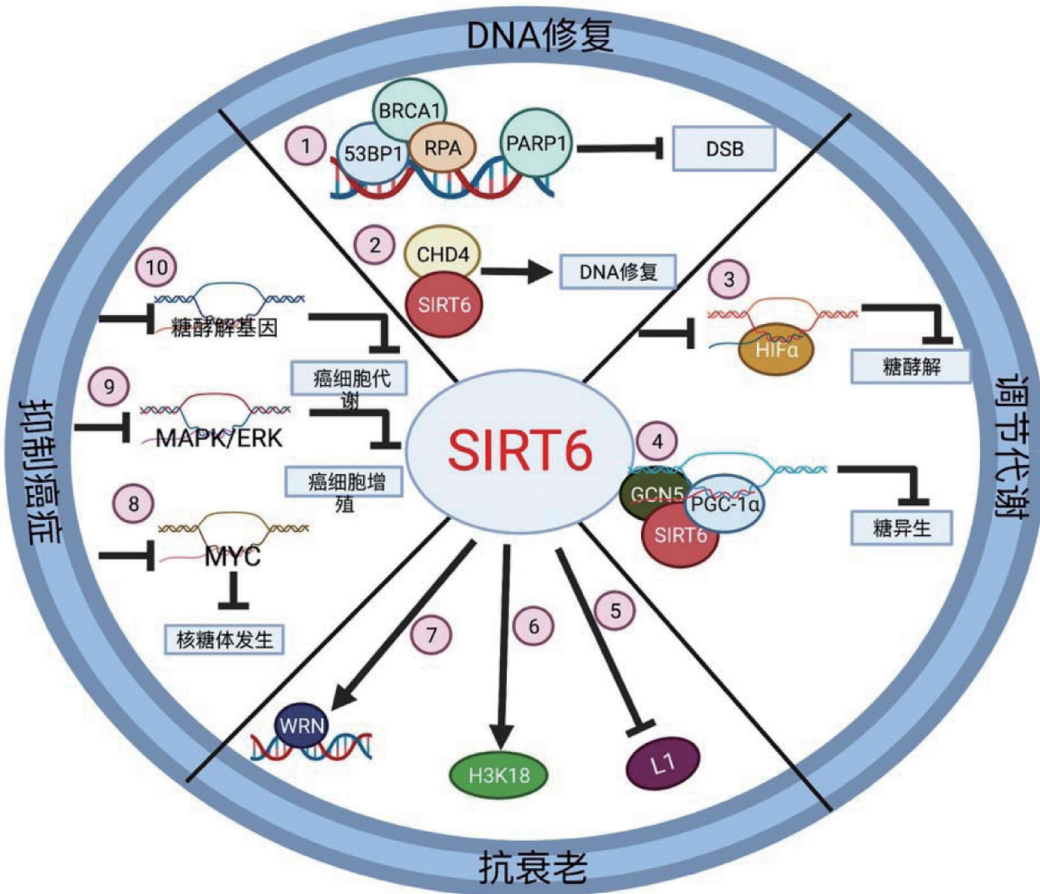 DNA修复
1
BRCA1
53BP1
RPA
PARP1
DSB
2
CHD4
SIRT6
DNA修复
3
HIFα
糖酵解
调节代谢
4
GCN5
PGC-1α
SIRT6
糖异生
SIRT6
5
L1
6
H3K18
7
WRN
抗衰老
8
MYC
核糖体发生
9
MAPK/ERK
癌细胞增
殖
10
糖酵解基因
癌细胞代
谢
抑制癌症